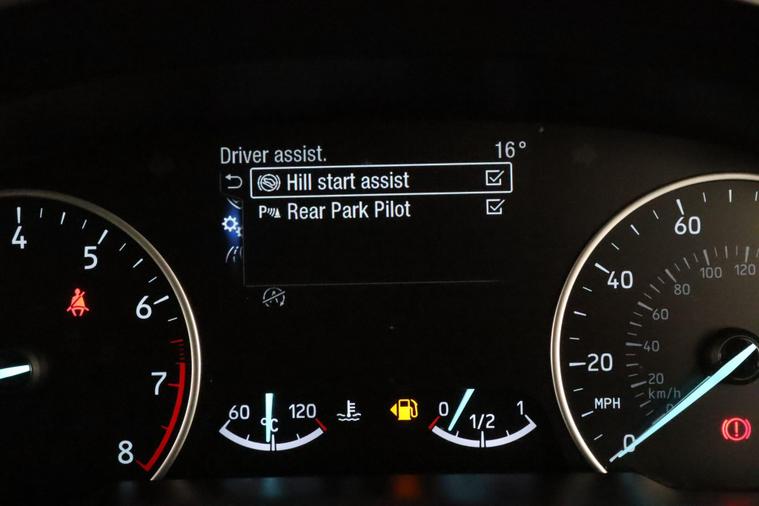 Driver assist. 16°
Hill start assist
P Rear Park Pilot
4
5
6
7
8
60 120
°C
0 1/2 1
60
40
20
MPH
0
120
100
80
60
40
20
km/h
0